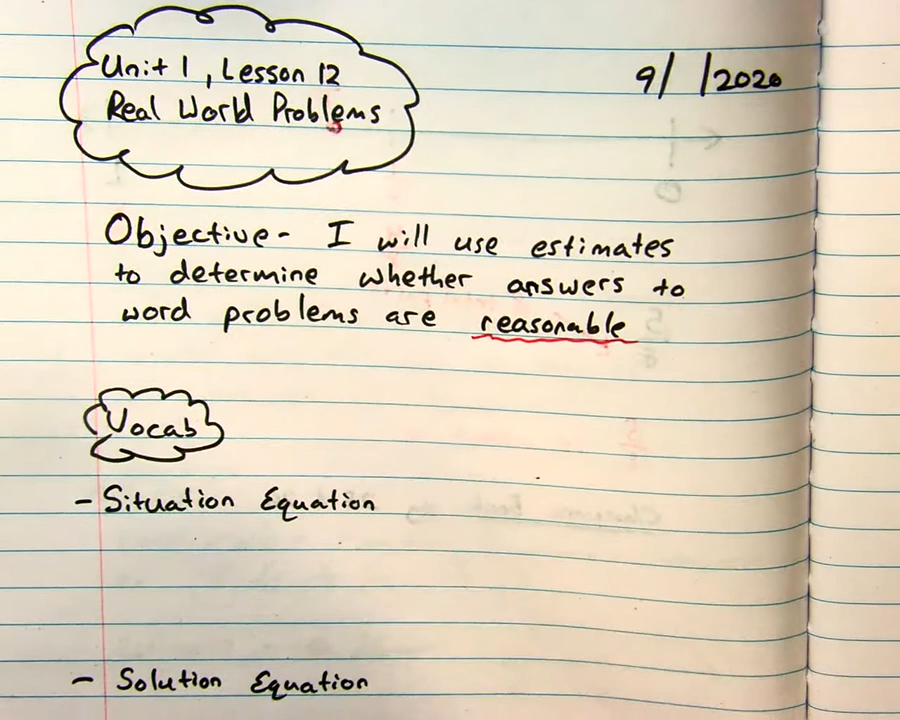 Unit 1, Lesson 12
Real World Problems
9/ /2020
Objective- I will use estimates
to determine whether answers to
word problems are reasonable
Vocab
- Situation Equation
- Solution Equation